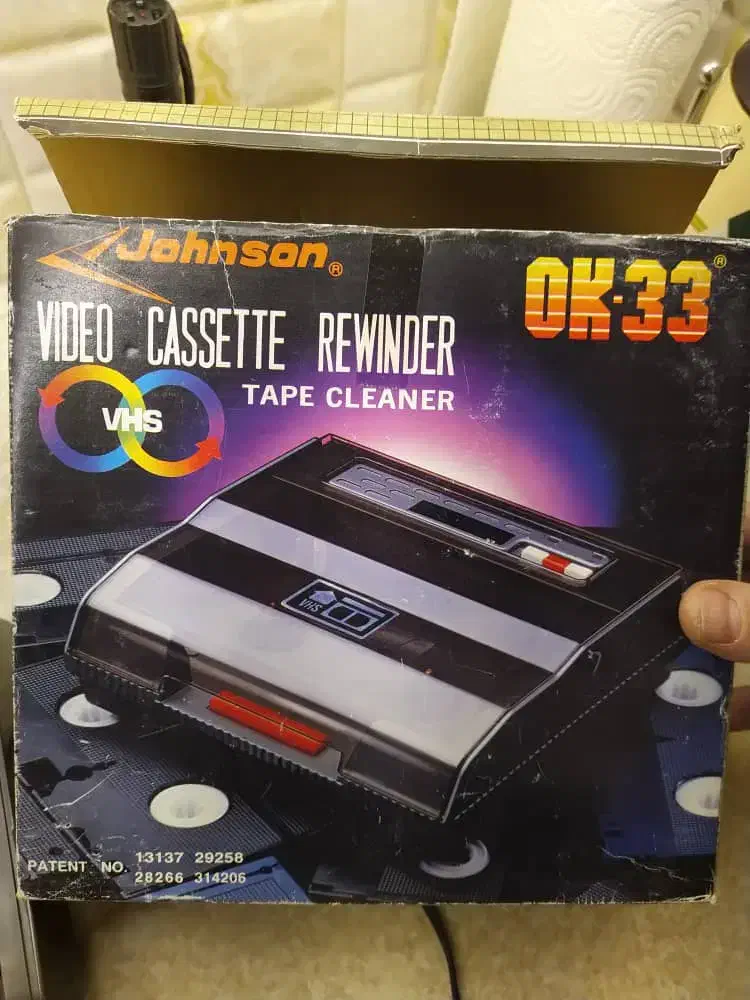 Johnson®
OK-33®
VIDEO CASSETTE REWINDER
TAPE CLEANER
VHS
VHS
PATENT NO. 13137 29258
28266 314206